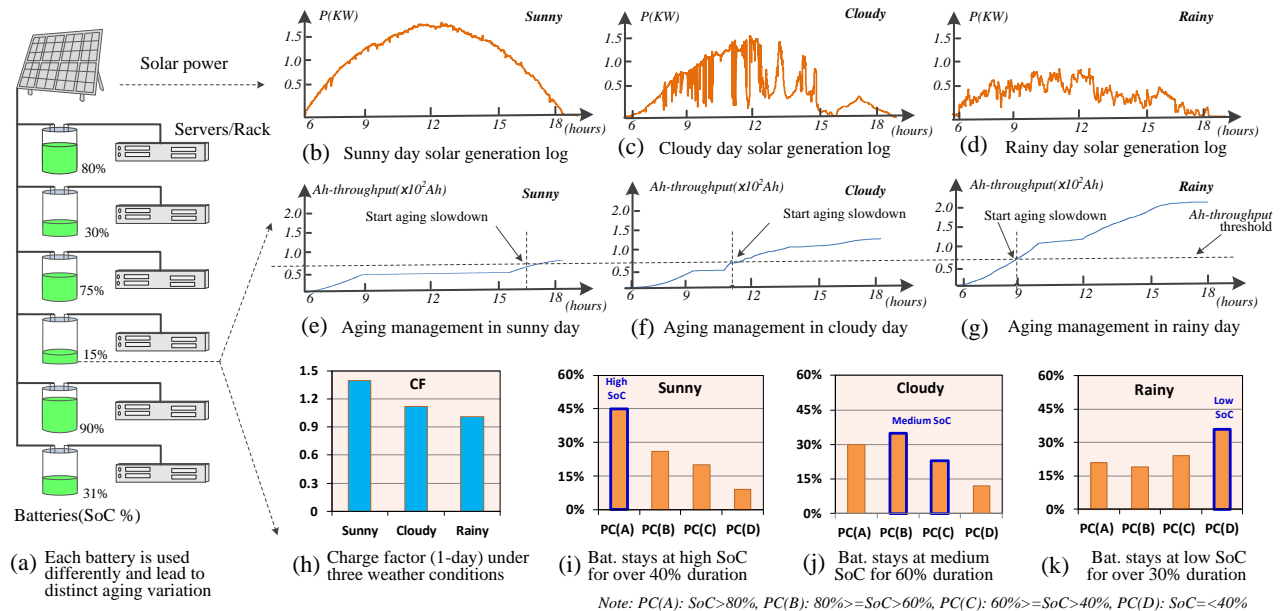 Solar power
Servers/Rack
80%
30%
75%
15%
90%
31%
Batteries(SoC %)
(a) Each battery is used
differently and lead to
distinct aging variation
P(KW)
Sunny
1.5
1.0
0.5
6 9 12 15 18
(hours)
(b) Sunny day solar generation log
P(KW)
Cloudy
1.5
1.0
0.5
6 9 12 15 18
(hours)
(c) Cloudy day solar generation log
P(KW)
Rainy
1.5
1.0
0.5
6 9 12 15 18
(hours)
(d) Rainy day solar generation log
Ah-throughput(x10²Ah)
Sunny
2.0
1.0
0.5
Start aging slowdown
6 9 12 15 18
(hours)
(e) Aging management in sunny day
Ah-throughput(x10²Ah)
Cloudy
2.0
1.0
0.5
Start aging slowdown
6 9 12 15 18
(hours)
(f) Aging management in cloudy day
Ah-throughput(x10²Ah)
Rainy
2.0
1.0
0.5
Start aging slowdown
Ah-throughput
threshold
6 9 12 15 18
(hours)
(g) Aging management in rainy day
CF
1.5
1.2
0.9
0.6
0.3
0
Sunny Cloudy Rainy
(h) Charge factor (1-day) under
three weather conditions
Sunny
60%
45%
30%
15%
0%
High
SoC
PC(A) PC(B) PC(C) PC(D)
(i) Bat. stays at high SoC
for over 40% duration
Cloudy
60%
45%
30%
15%
0%
Medium SoC
PC(A) PC(B) PC(C) PC(D)
(j) Bat. stays at medium
SoC for 60% duration
Rainy
60%
45%
30%
15%
0%
Low
SoC
PC(A) PC(B) PC(C) PC(D)
(k) Bat. stays at low SoC
for over 30% duration
Note: PC(A): SoC>80%, PC(B): 80%>=SoC>60%, PC(C): 60%>=SoC>40%, PC(D): SoC=<40%